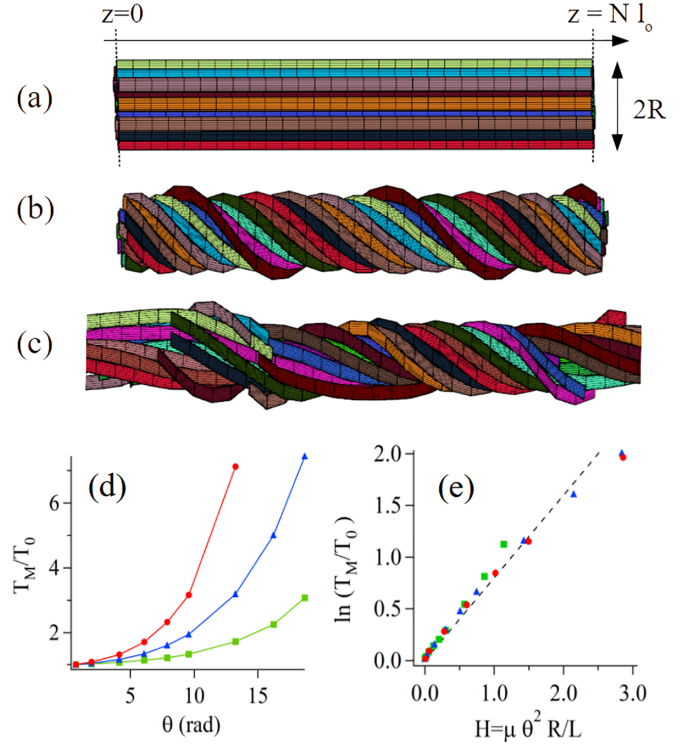 z=0
z = N l₀
(a)
2R
(b)
(c)
(d)
T_M/T_0
6
4
2
5
10
15
θ (rad)
(e)
ln (T_M/T_0)
2.0
1.5
1.0
0.5
0.0
0.0
1.0
2.0
3.0
H=μ θ² R/L